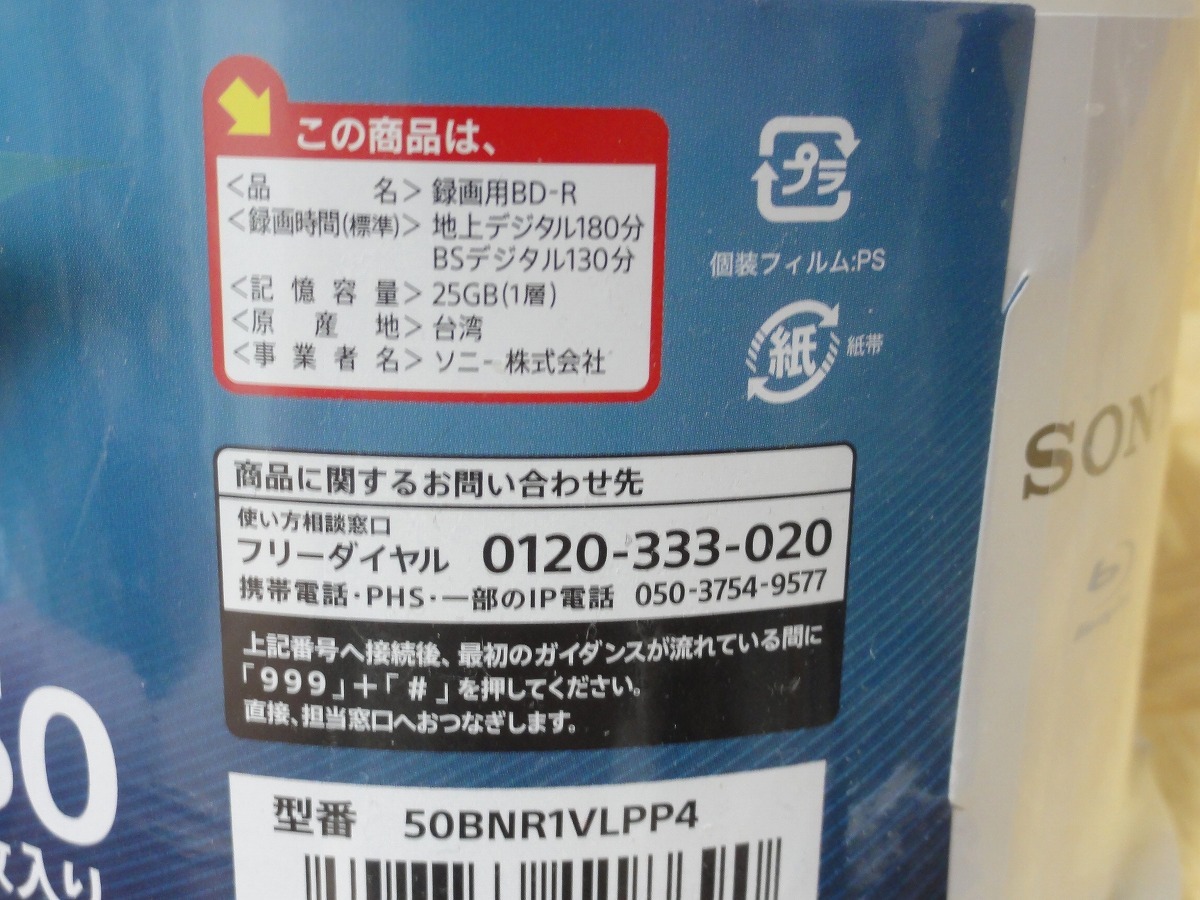 この商品は、
<品名> 録画用BD-R
<録画時間(標準)> 地上デジタル180分
BSデジタル130分
<記憶容量> 25GB(1層)
<原産地> 台湾
<事業者名> ソニー株式会社
プラ
個装フィルム:PS
紙
紙帯
SONY
商品に関するお問い合わせ先
使い方相談窓口
フリーダイヤル 0120-333-020
携帯電話・PHS・一部のIP電話 050-3754-9577
上記番号へ接続後、最初のガイダンスが流れている間に
「999」+「#」を押してください。
直接、担当窓口へおつなぎします。
50
枚入り
型番 50BNR1VLPP4